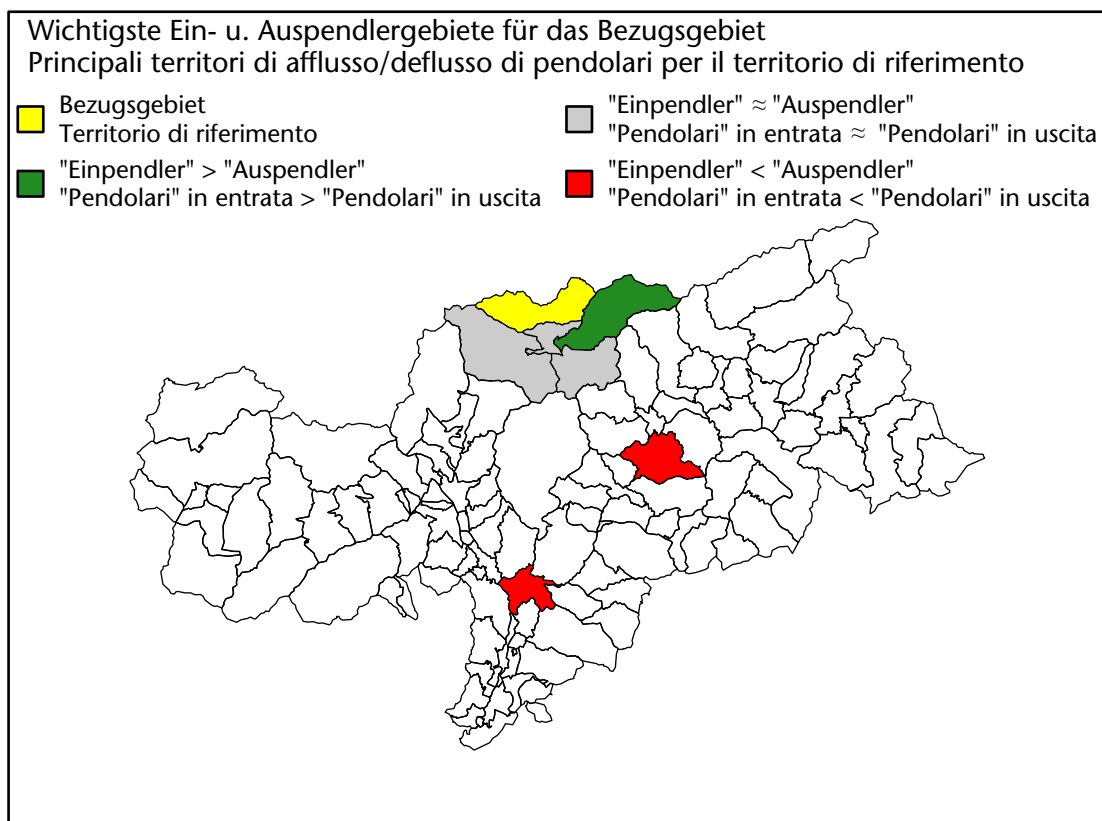 Wichtigste Ein- u. Auspendlergebiete für das Bezugsgebiet
Principali territori di afflusso/deflusso di pendolari per il territorio di riferimento
Bezugsgebiet
Territorio di riferimento
"Einpendler" > "Auspendler"
"Pendolari" in entrata > "Pendolari" in uscita
"Einpendler" ≈ "Auspendler"
"Pendolari" in entrata ≈ "Pendolari" in uscita
"Einpendler" < "Auspendler"
"Pendolari" in entrata < "Pendolari" in uscita